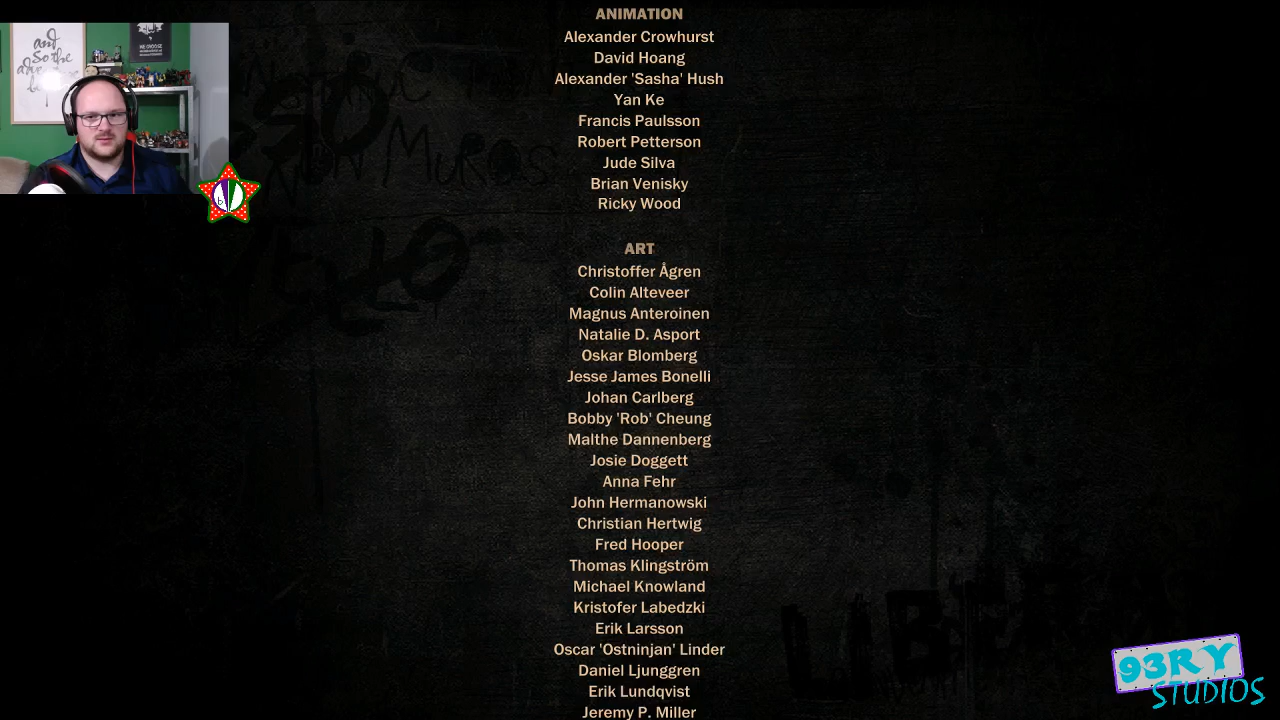 and
so the
ANIMATION
Alexander Crowhurst
David Hoang
Alexander 'Sasha' Hush
Yan Ke
Francis Paulsson
Robert Petterson
Jude Silva
Brian Venisky
Ricky Wood
ART
Christoffer Ågren
Colin Alteveer
Magnus Anteroinen
Natalie D. Asport
Oskar Blomberg
Jesse James Bonelli
Johan Carlberg
Bobby 'Rob' Cheung
Malthe Dannenberg
Josie Doggett
Anna Fehr
John Hermanowski
Christian Hertwig
Fred Hooper
Thomas Klingström
Michael Knowland
Kristofer Labedzki
Erik Larsson
Oscar 'Ostninjan' Linder
Daniel Ljunggren
Erik Lundqvist
Jeremy P. Miller
93RY
STUDIOS